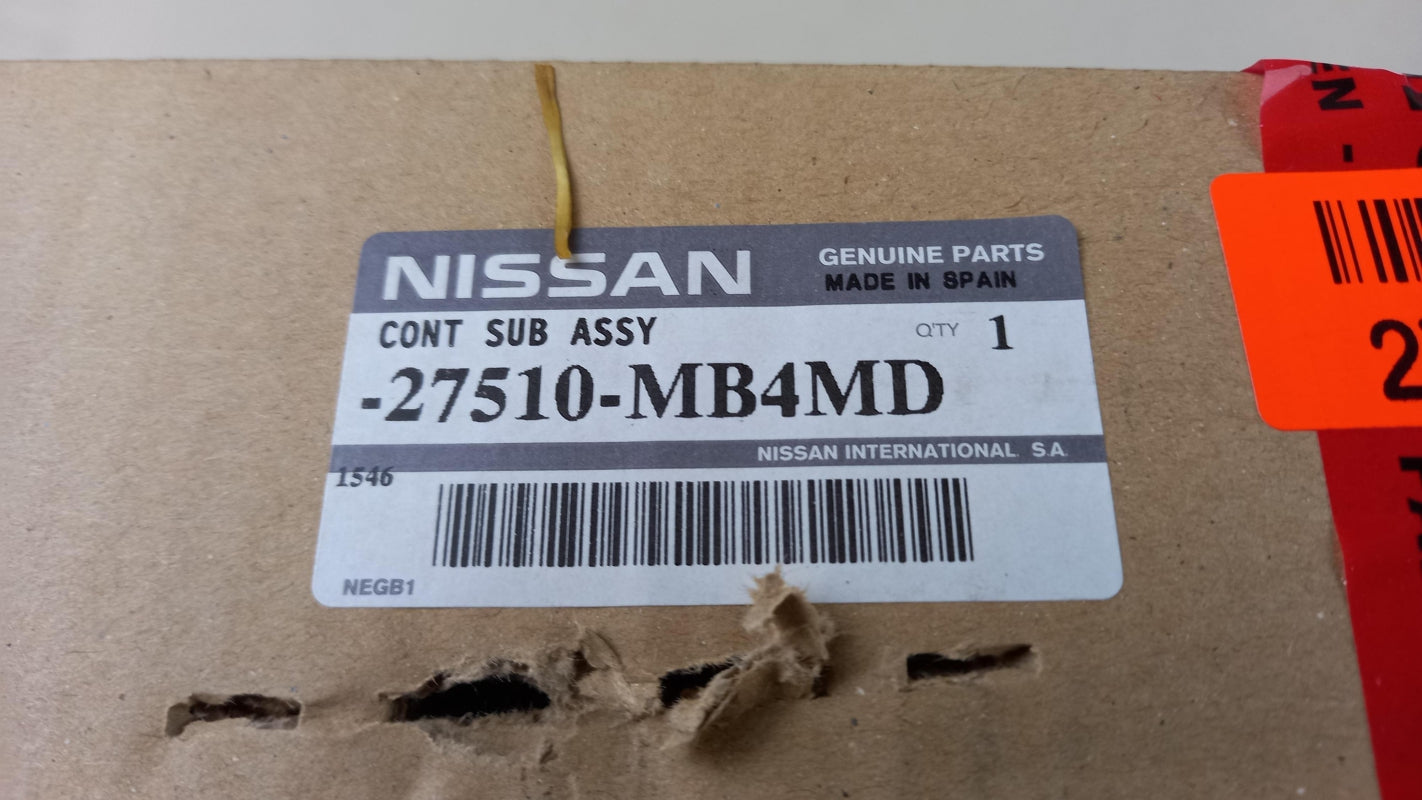 NISSAN
GENUINE PARTS
MADE IN SPAIN
CONT SUB ASSY
Q'TY 1
-27510-MB4MD
NISSAN INTERNATIONAL S.A.
1546
NEGB1